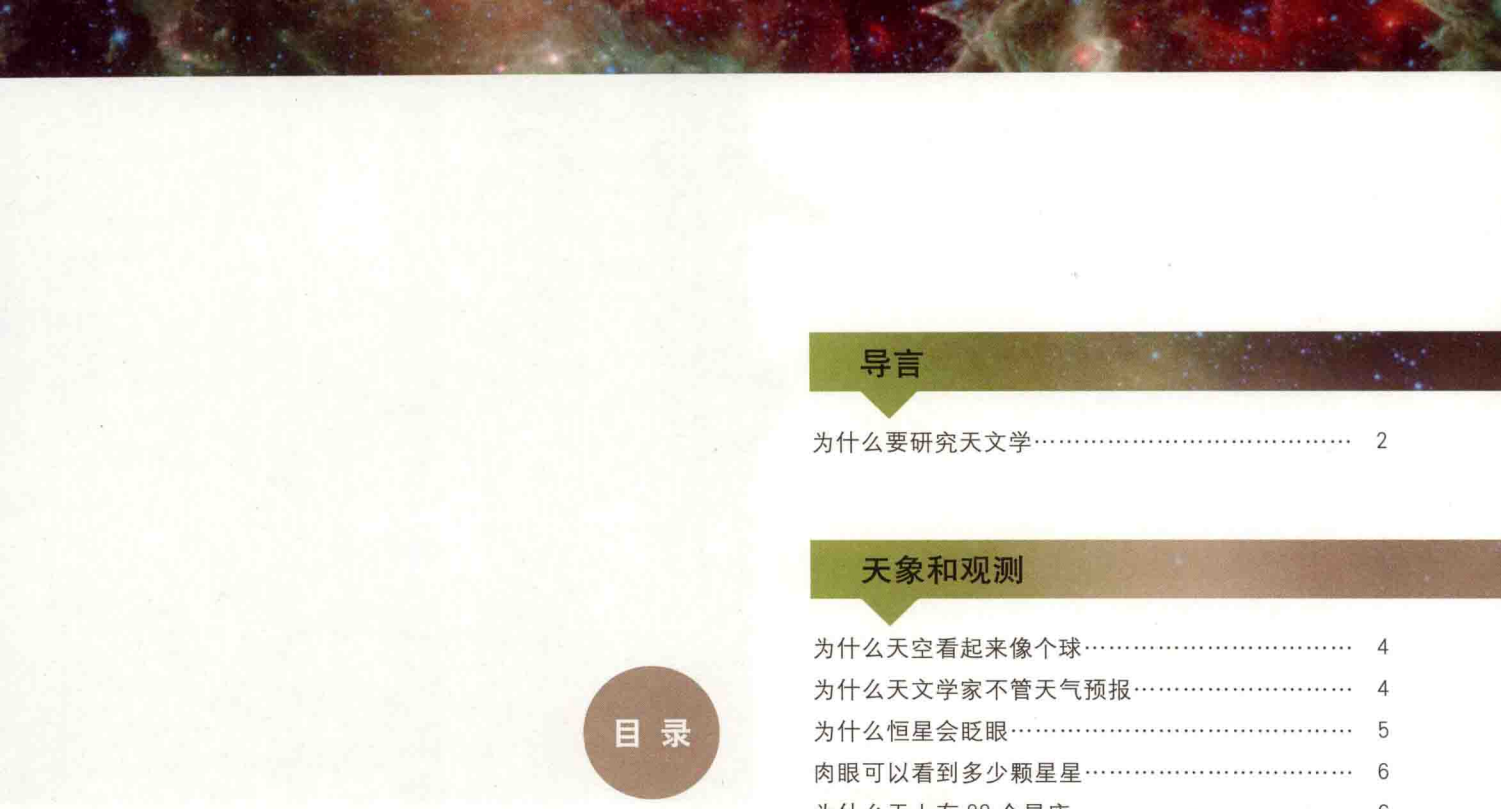 目录
导言
为什么要研究天文学…………………………………… 2
天象和观测
为什么天空看起来像个球…………………………… 4
为什么天文学家不管天气预报……………………… 4
为什么恒星会眨眼…………………………………… 5
肉眼可以看到多少颗星星…………………………… 6